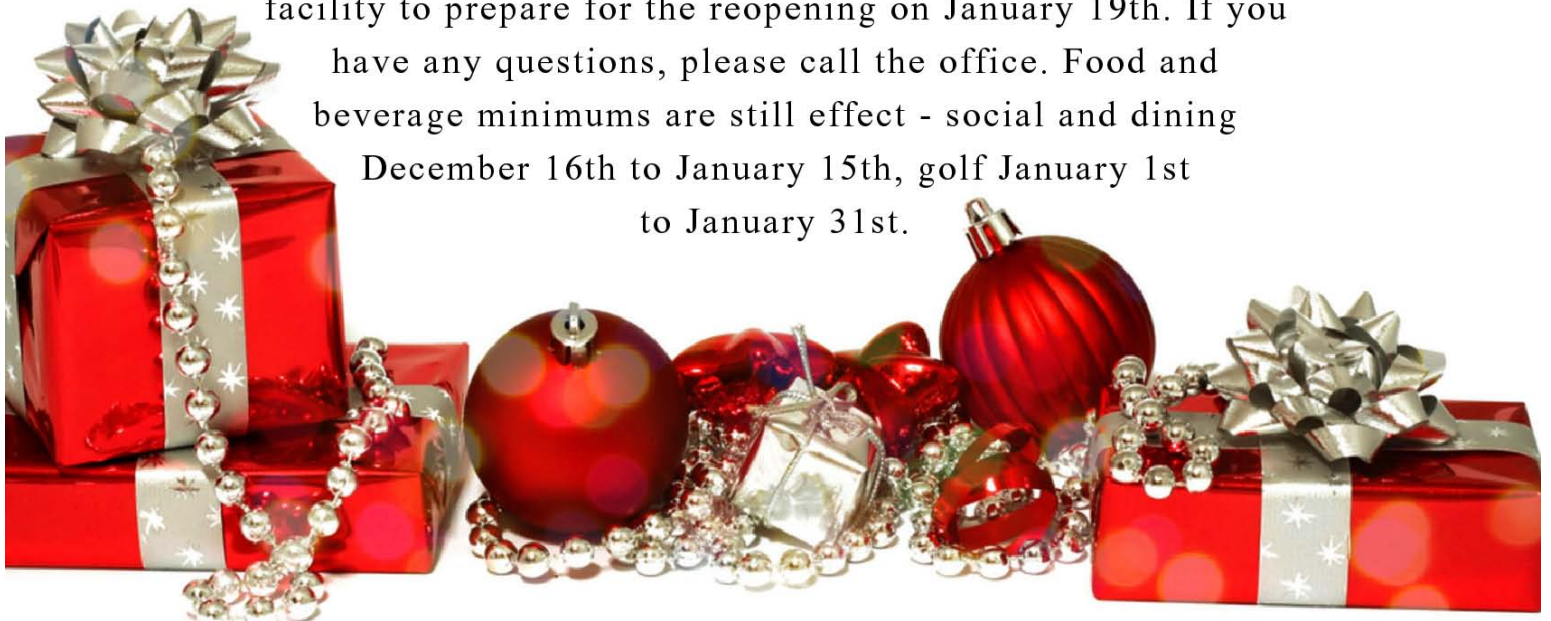 facility to prepare for the reopening on January 19th. If you
have any questions, please call the office. Food and
beverage minimums are still effect - social and dining
December 16th to January 15th, golf January 1st
to January 31st.